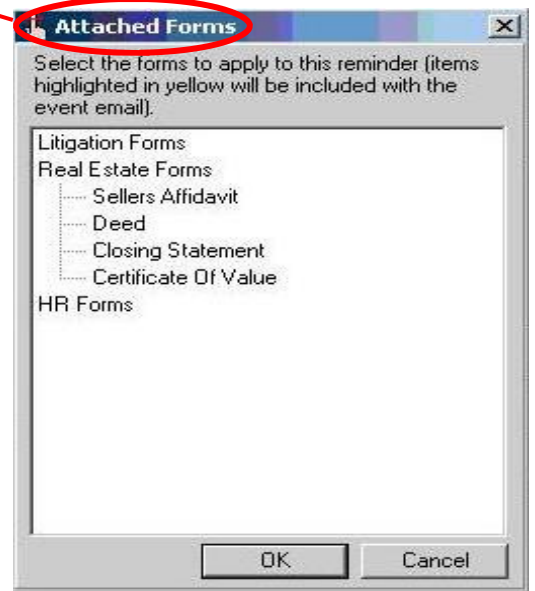 Attached Forms
Select the forms to apply to this reminder (items
highlighted in yellow will be included with the
event email).
Litigation Forms
Real Estate Forms
Sellers Affidavit
Deed
Closing Statement
Certificate Of Value
HR Forms
OK Cancel